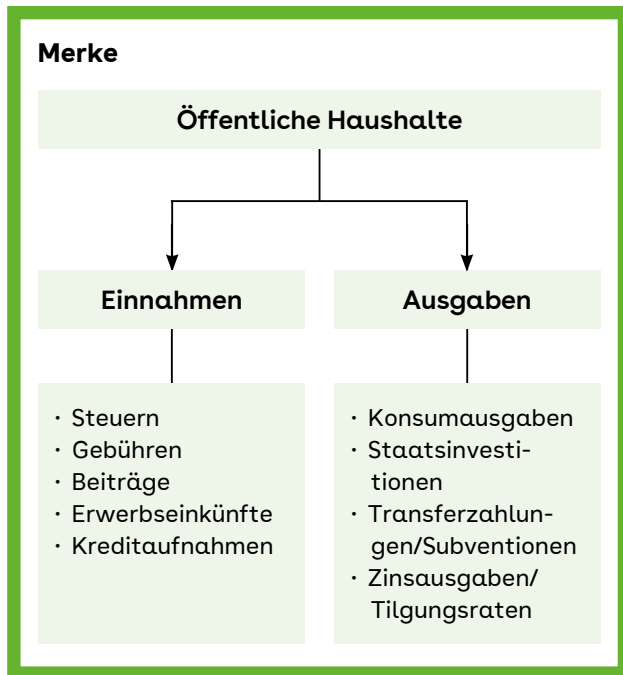 Merke
Öffentliche Haushalte
Einnahmen
· Steuern
· Gebühren
· Beiträge
· Erwerbseinkünfte
· Kreditaufnahmen
Ausgaben
· Konsumausgaben
· Staatsinvesti-
tionen
· Transferzahlun-
gen/Subventionen
· Zinsausgaben/
Tilgungsraten